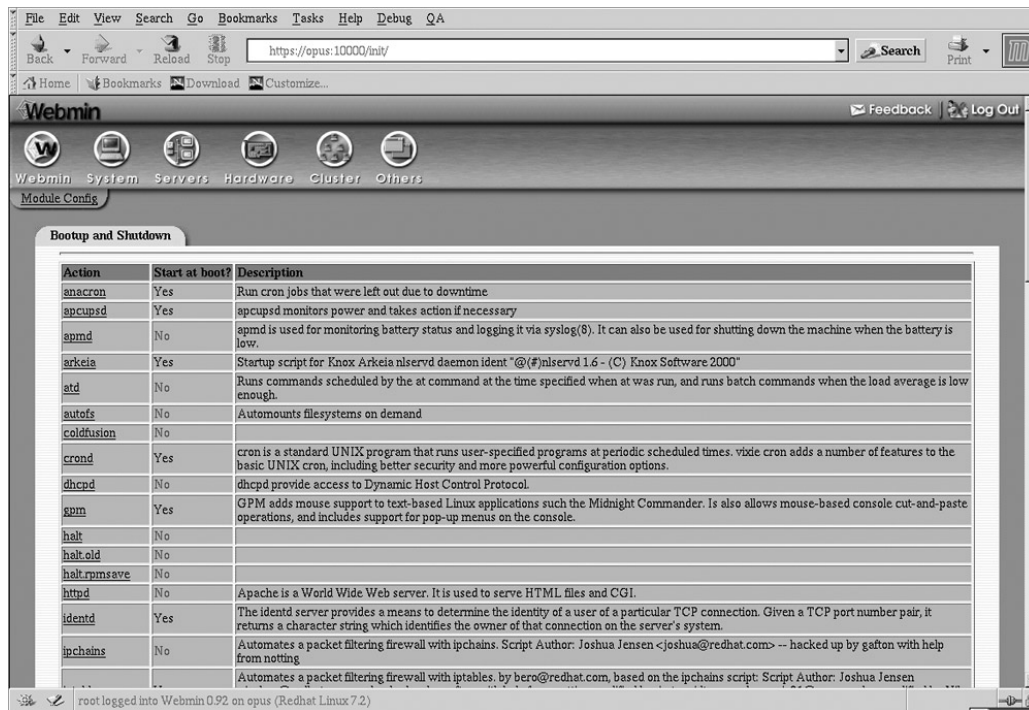 File Edit View Search Go Bookmarks Tasks Help Debug QA
Back Forward Reload Stop https://opus:10000/init/ Search Print
Home Bookmarks Download Customize...
Webmin Feedback Log Out
Webmin System Servers Hardware Cluster Others
Module Config
Bootup and Shutdown
Action Start at boot? Description
anacron Yes Run cron jobs that were left out due to downtime
apcupsd Yes apcupsd monitors power and takes action if necessary
apmd No apmd is used for monitoring battery status and logging it via syslog(8). It can also be used for shutting down the machine when the battery is
low.
arkeia Yes Startup script for Knox Arkeia nlservd daemon ident "@(#)nlservd 1.6 - (C) Knox Software 2000"
atd No Runs commands scheduled by the at command at the time specified when at was run, and runs batch commands when the load average is low
enough.
autofs No Automounts filesystems on demand
coldfusion No
crond Yes cron is a standard UNIX program that runs user-specified programs at periodic scheduled times. vixie cron adds a number of features to the
basic UNIX cron, including better security and more powerful configuration options.
dhcpd No dhcpd provide access to Dynamic Host Control Protocol.
gpm Yes GPM adds mouse support to text-based Linux applications such the Midnight Commander. Is also allows mouse-based console cut-and-paste
operations, and includes support for pop-up menus on the console.
halt No
halt.old No
halt.rpmsave No
httpd No Apache is a World Wide Web server. It is used to serve HTML files and CGI.
identd Yes The identd server provides a means to determine the identity of a user of a particular TCP connection. Given a TCP port number pair, it
returns a character string which identifies the owner of that connection on the server's system.
ipchains No Automates a packet filtering firewall with ipchains. Script Author: Joshua Jensen <joshua@redhat.com> -- hacked up by gafton with help
from notting
Automates a packet filtering firewall with iptables. by bero@redhat.com, based on the ipchains script: Script Author: Joshua Jensen
root logged into Webmin 0.92 on opus (Redhat Linux 7.2)